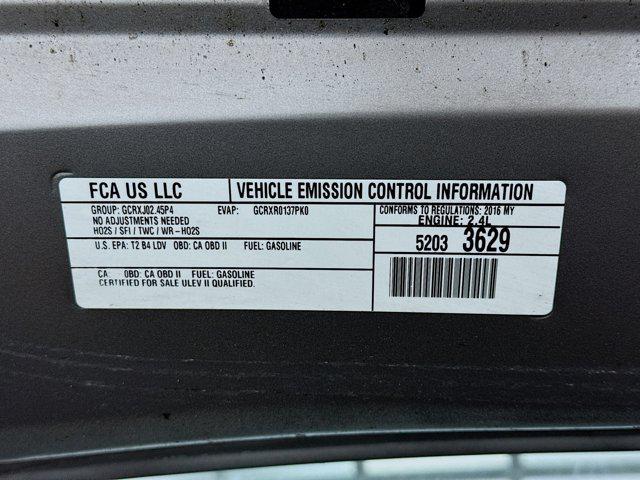 FCA US LLC VEHICLE EMISSION CONTROL INFORMATION
GROUP: GCRXJ02.45P4 EVAP: GCRXR0137PK0
NO ADJUSTMENTS NEEDED
HO2S / SFI / TWC / WR-HO2S
U.S. EPA: T2 B4 LDV OBD: CA OBD II FUEL: GASOLINE
CA OBD: CA OBD II FUEL: GASOLINE
CERTIFIED FOR SALE ULEV II QUALIFIED.
CONFORMS TO REGULATIONS: 2016 MY
ENGINE: 2.4L
5203 3629